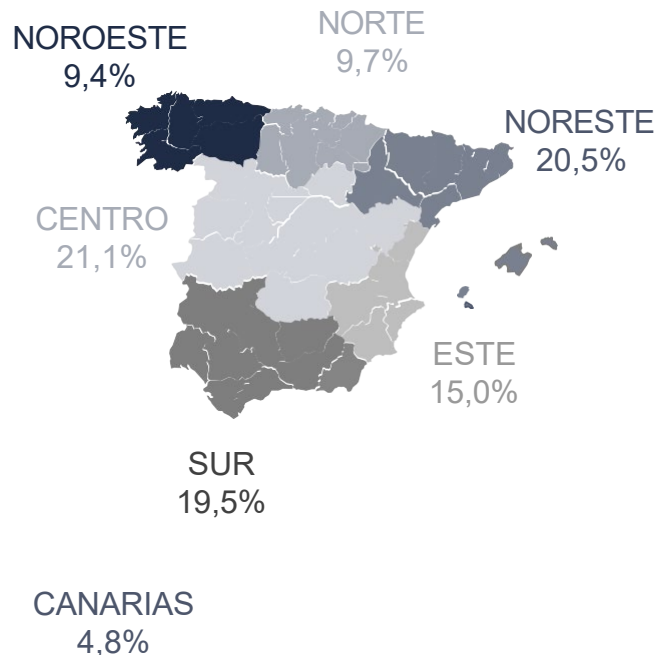 NORTE
9,7%
NOROESTE
9,4%
NORESTE
20,5%
CENTRO
21,1%
ESTE
15,0%
SUR
19,5%
CANARIAS
4,8%